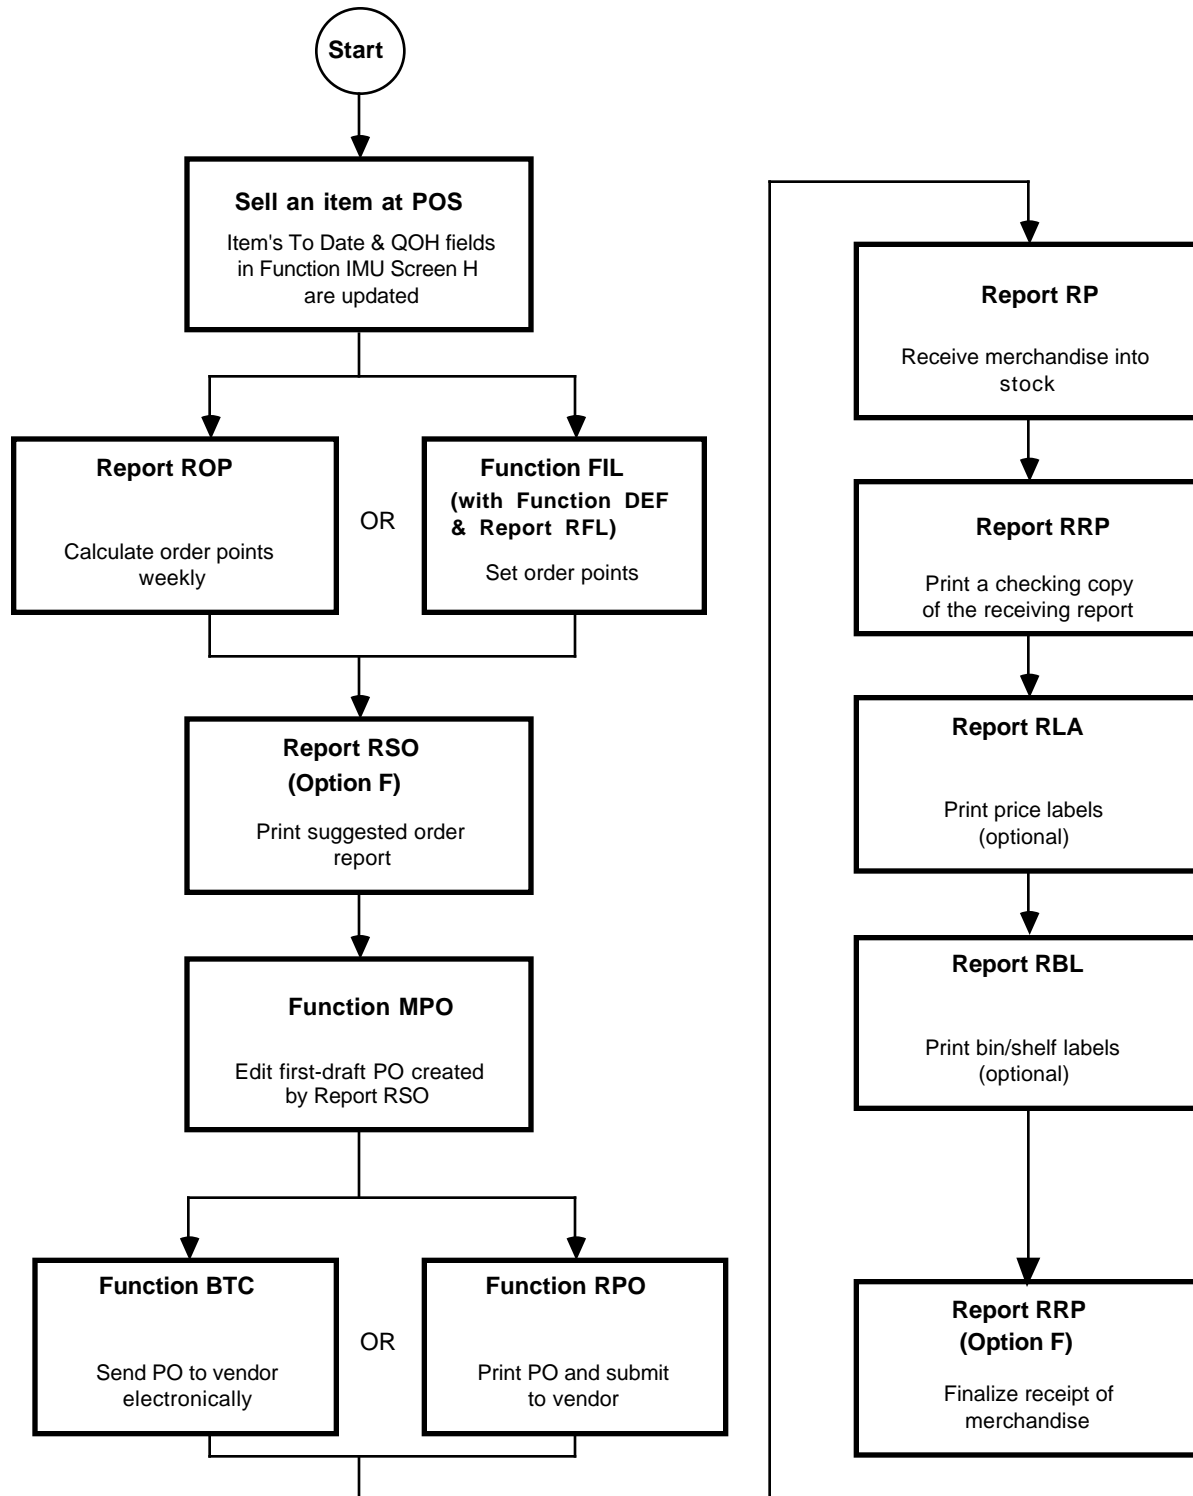 Start
Sell an item at POS
Item's To Date & QOH fields
in Function IMU Screen H
are updated
Report ROP
Calculate order points
weekly
OR
Function FIL
(with Function DEF
& Report RFL)
Set order points
Report RSO
(Option F)
Print suggested order
report
Function MPO
Edit first-draft PO created
by Report RSO
Function BTC
Send PO to vendor
electronically
OR
Function RPO
Print PO and submit
to vendor
Report RP
Receive merchandise into
stock
Report RRP
Print a checking copy
of the receiving report
Report RLA
Print price labels
(optional)
Report RBL
Print bin/shelf labels
(optional)
Report RRP
(Option F)
Finalize receipt of
merchandise